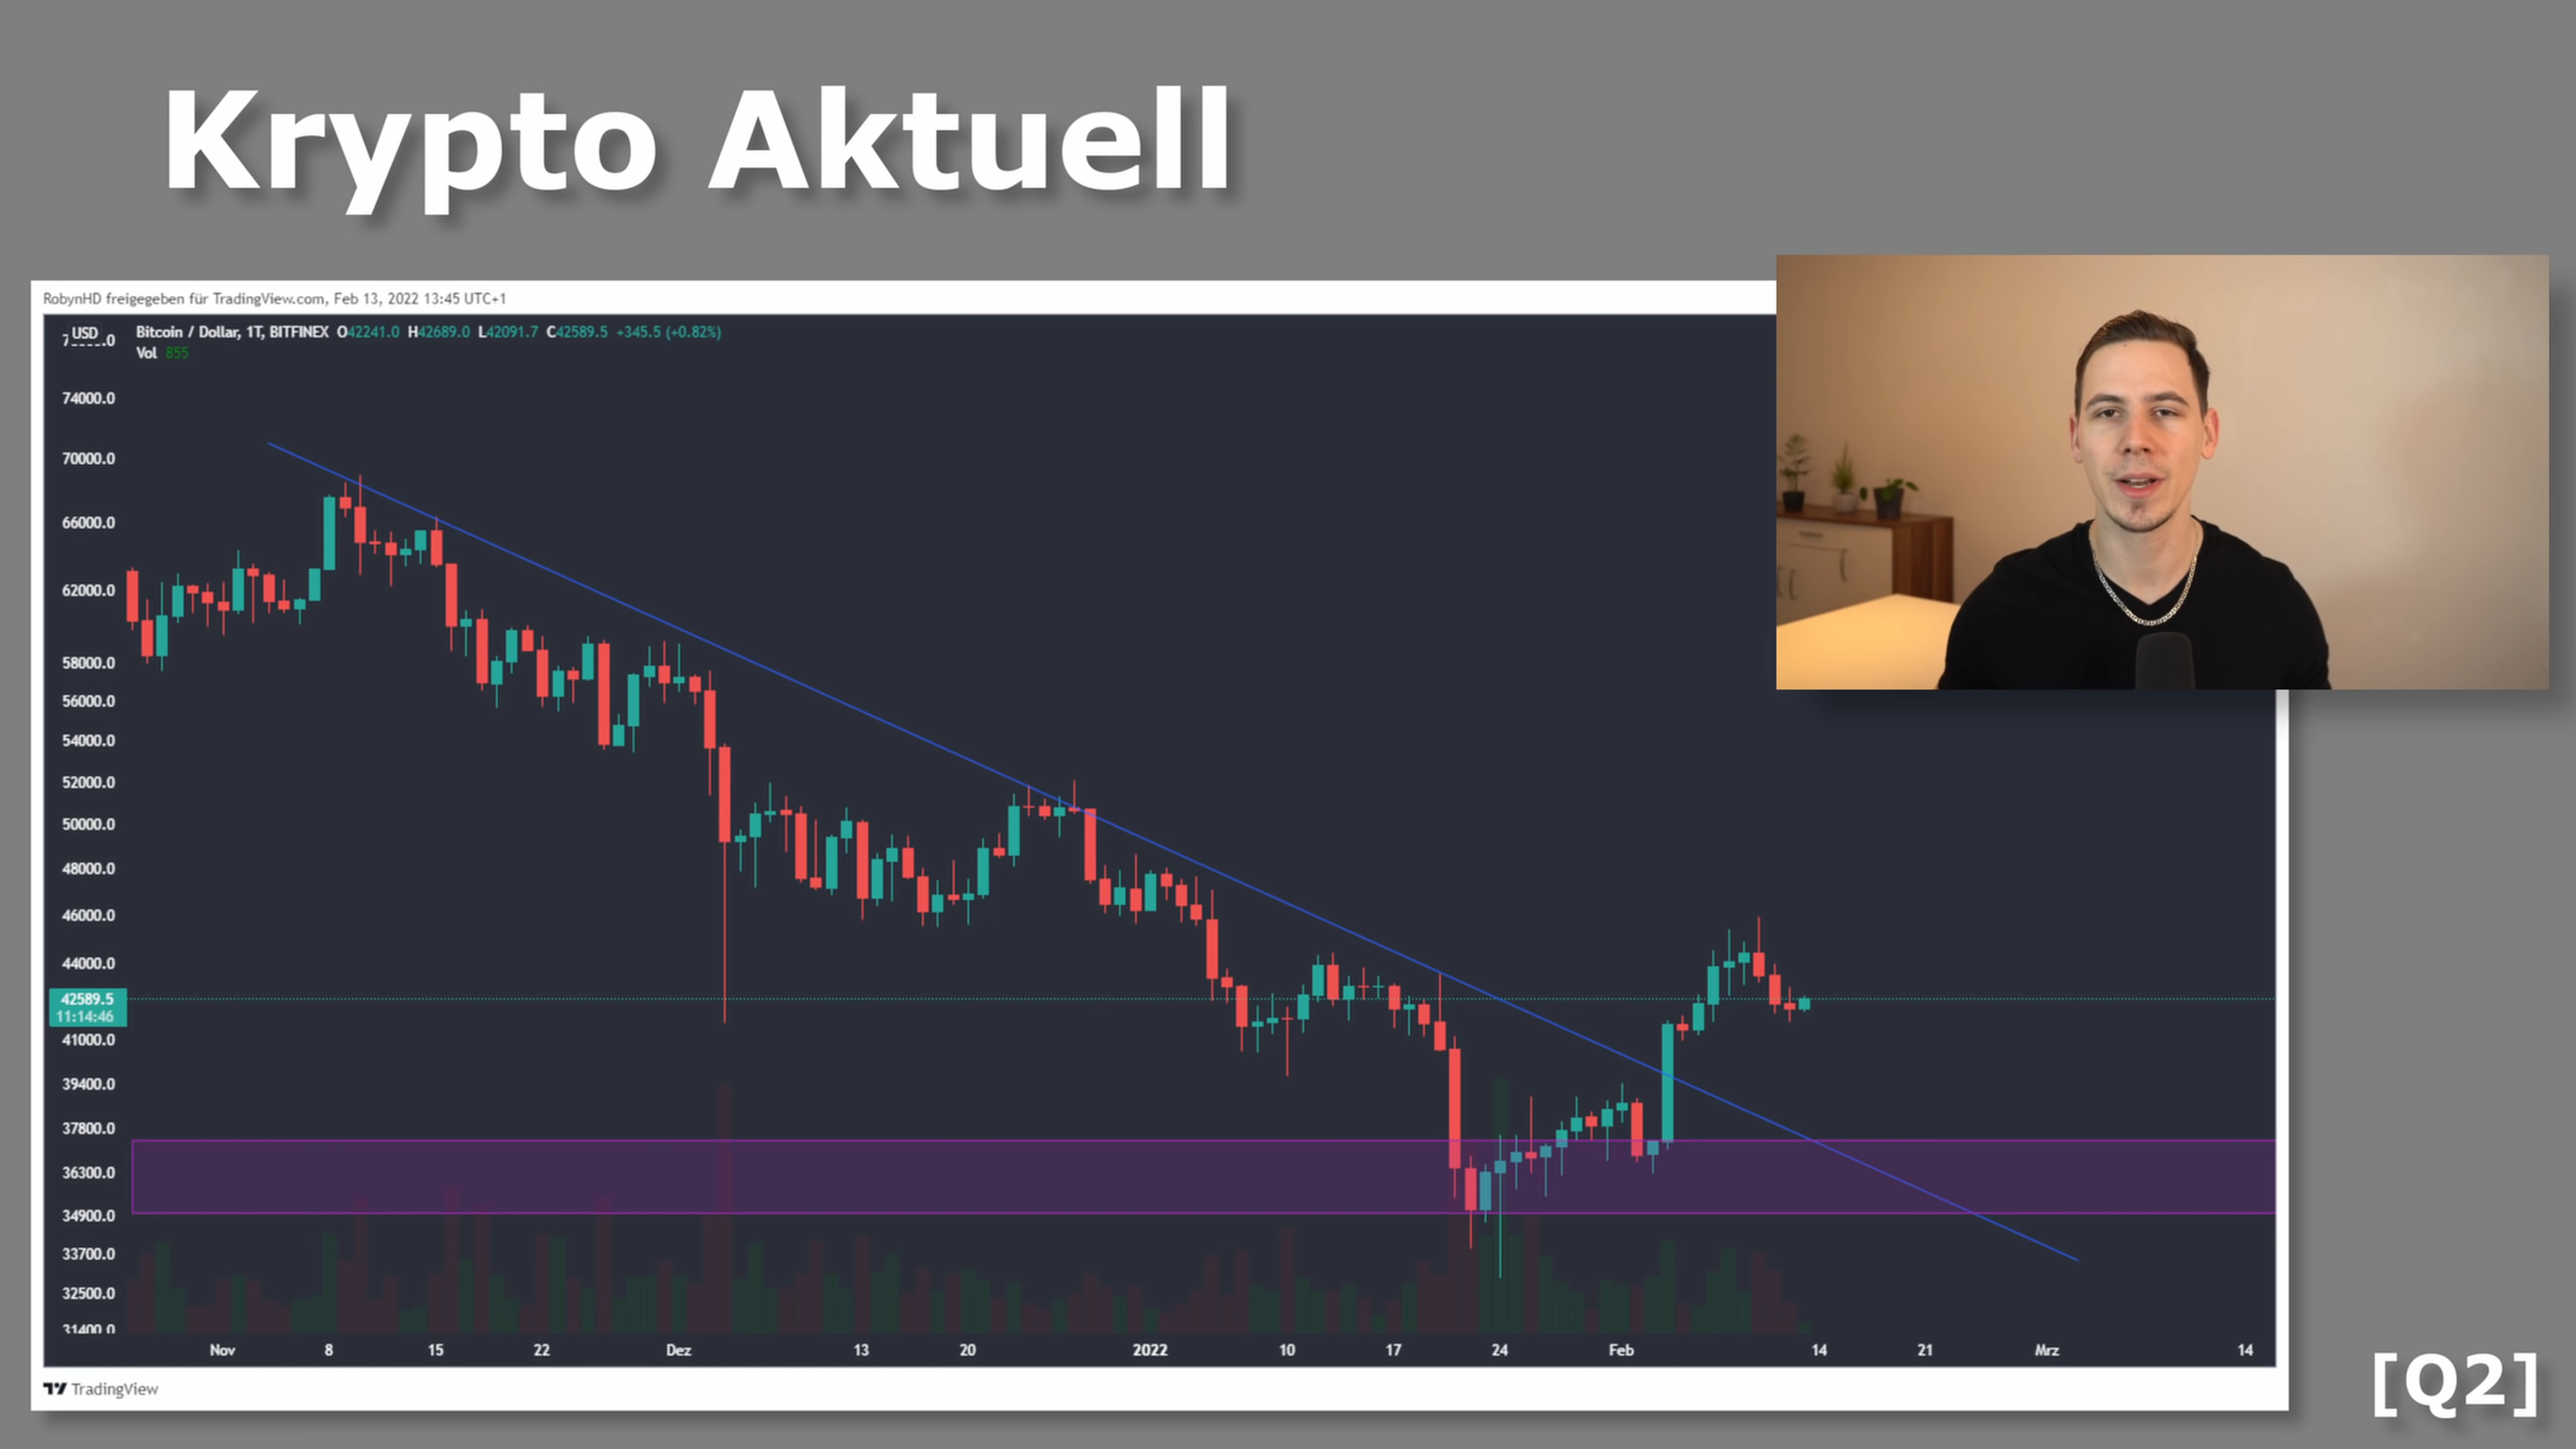 Krypto Aktuell
RobynHD freigegeben für TradingView.com, Feb 13, 2022 13:45 UTC+1
USD
Bitcoin / Dollar, 1T, BITFINEX O42241.0 H42689.0 L42091.7 C42589.5 +345.5 (+0.82%)
Vol 855
74000.0
70000.0
66000.0
62000.0
58000.0
56000.0
54000.0
52000.0
50000.0
48000.0
46000.0
44000.0
42589.5
11:14:46
41000.0
39400.0
37800.0
36300.0
34900.0
33700.0
32500.0
31400.0
Nov 8 15 22 Dez 13 20 2022 10 17 24 Feb 14 21 Mrz 14
TradingView
[Q2]